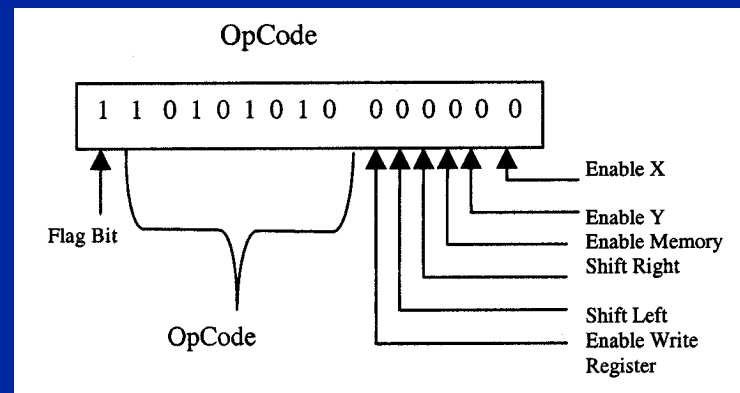 OpCode
1 1 0 1 0 1 0 1 0 0 0 0 0 0 0
Enable X
Flag Bit
Enable Y
Enable Memory
Shift Right
OpCode
Shift Left
Enable Write
Register